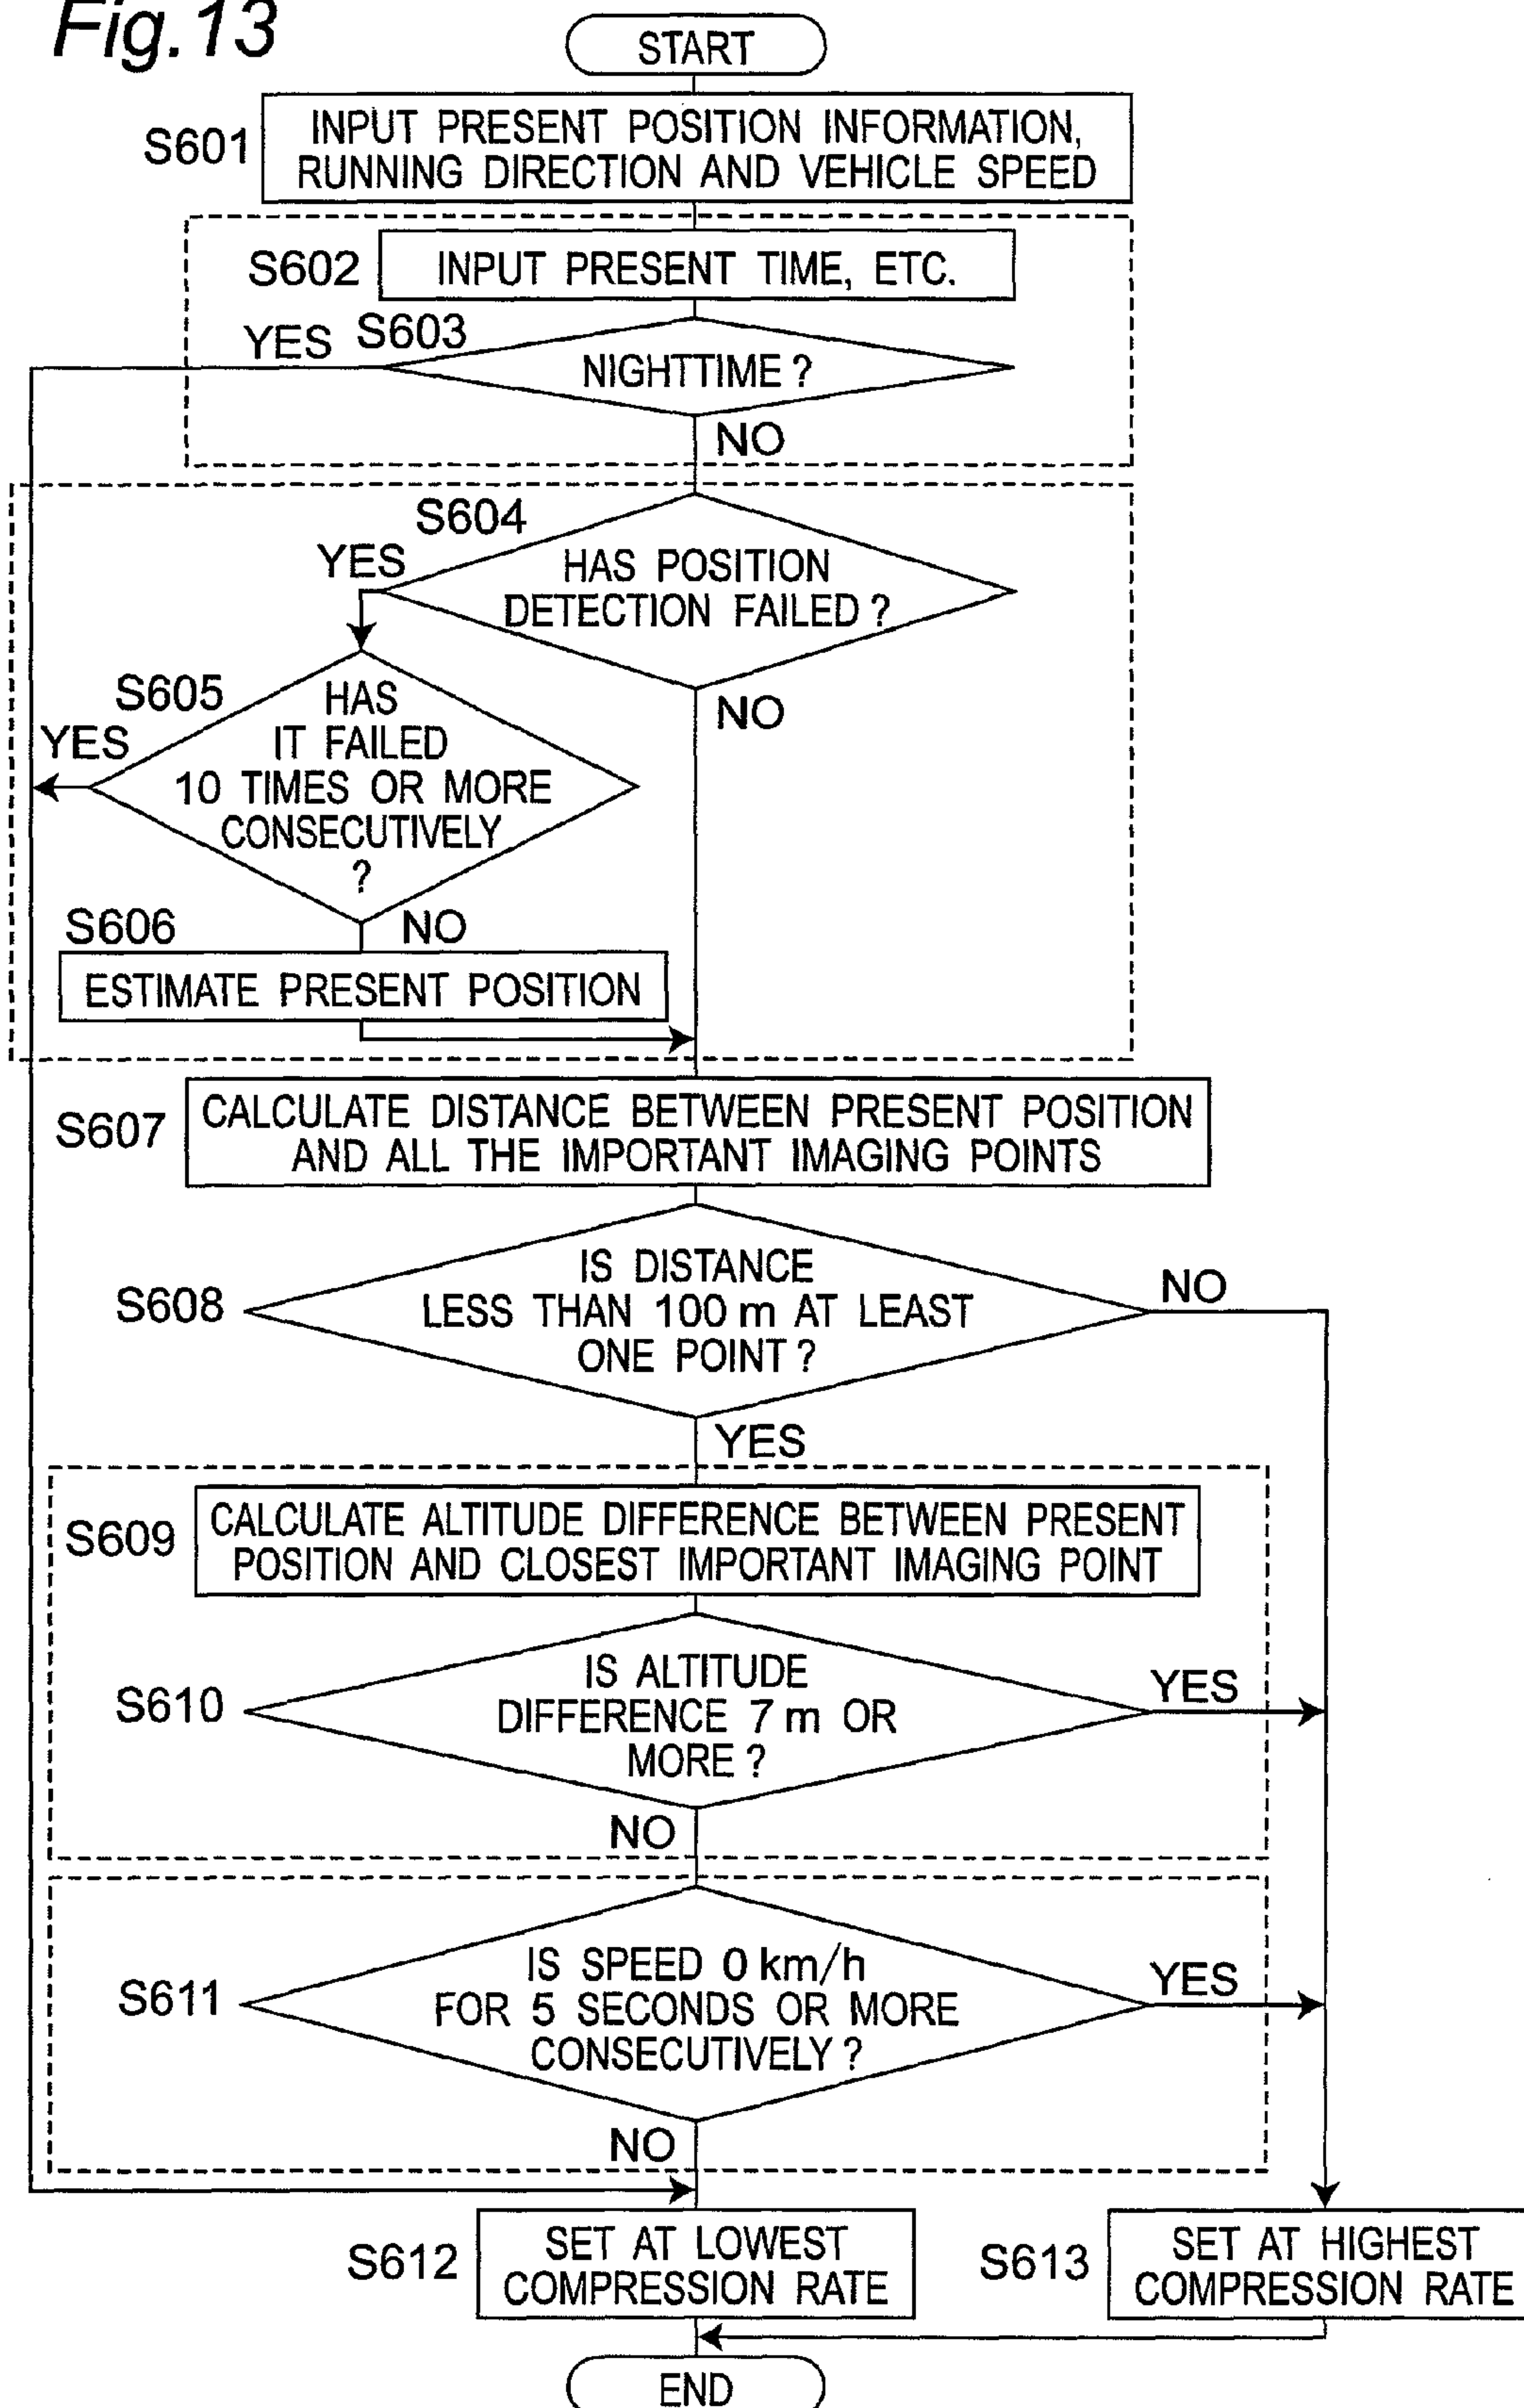 Fig.13
START
S601
INPUT PRESENT POSITION INFORMATION,
RUNNING DIRECTION AND VEHICLE SPEED
S602
INPUT PRESENT TIME, ETC.
YES
S603
NIGHTTIME ?
NO
S604
YES
HAS POSITION
DETECTION FAILED ?
NO
S605
YES
HAS
IT FAILED
10 TIMES OR MORE
CONSECUTIVELY
?
NO
S606
ESTIMATE PRESENT POSITION
S607
CALCULATE DISTANCE BETWEEN PRESENT POSITION
AND ALL THE IMPORTANT IMAGING POINTS
S608
IS DISTANCE
LESS THAN 100 m AT LEAST
ONE POINT ?
NO
YES
S609
CALCULATE ALTITUDE DIFFERENCE BETWEEN PRESENT
POSITION AND CLOSEST IMPORTANT IMAGING POINT
S610
IS ALTITUDE
DIFFERENCE 7 m OR
MORE ?
YES
NO
S611
IS SPEED 0 km/h
FOR 5 SECONDS OR MORE
CONSECUTIVELY ?
YES
NO
S612
SET AT LOWEST
COMPRESSION RATE
S613
SET AT HIGHEST
COMPRESSION RATE
END